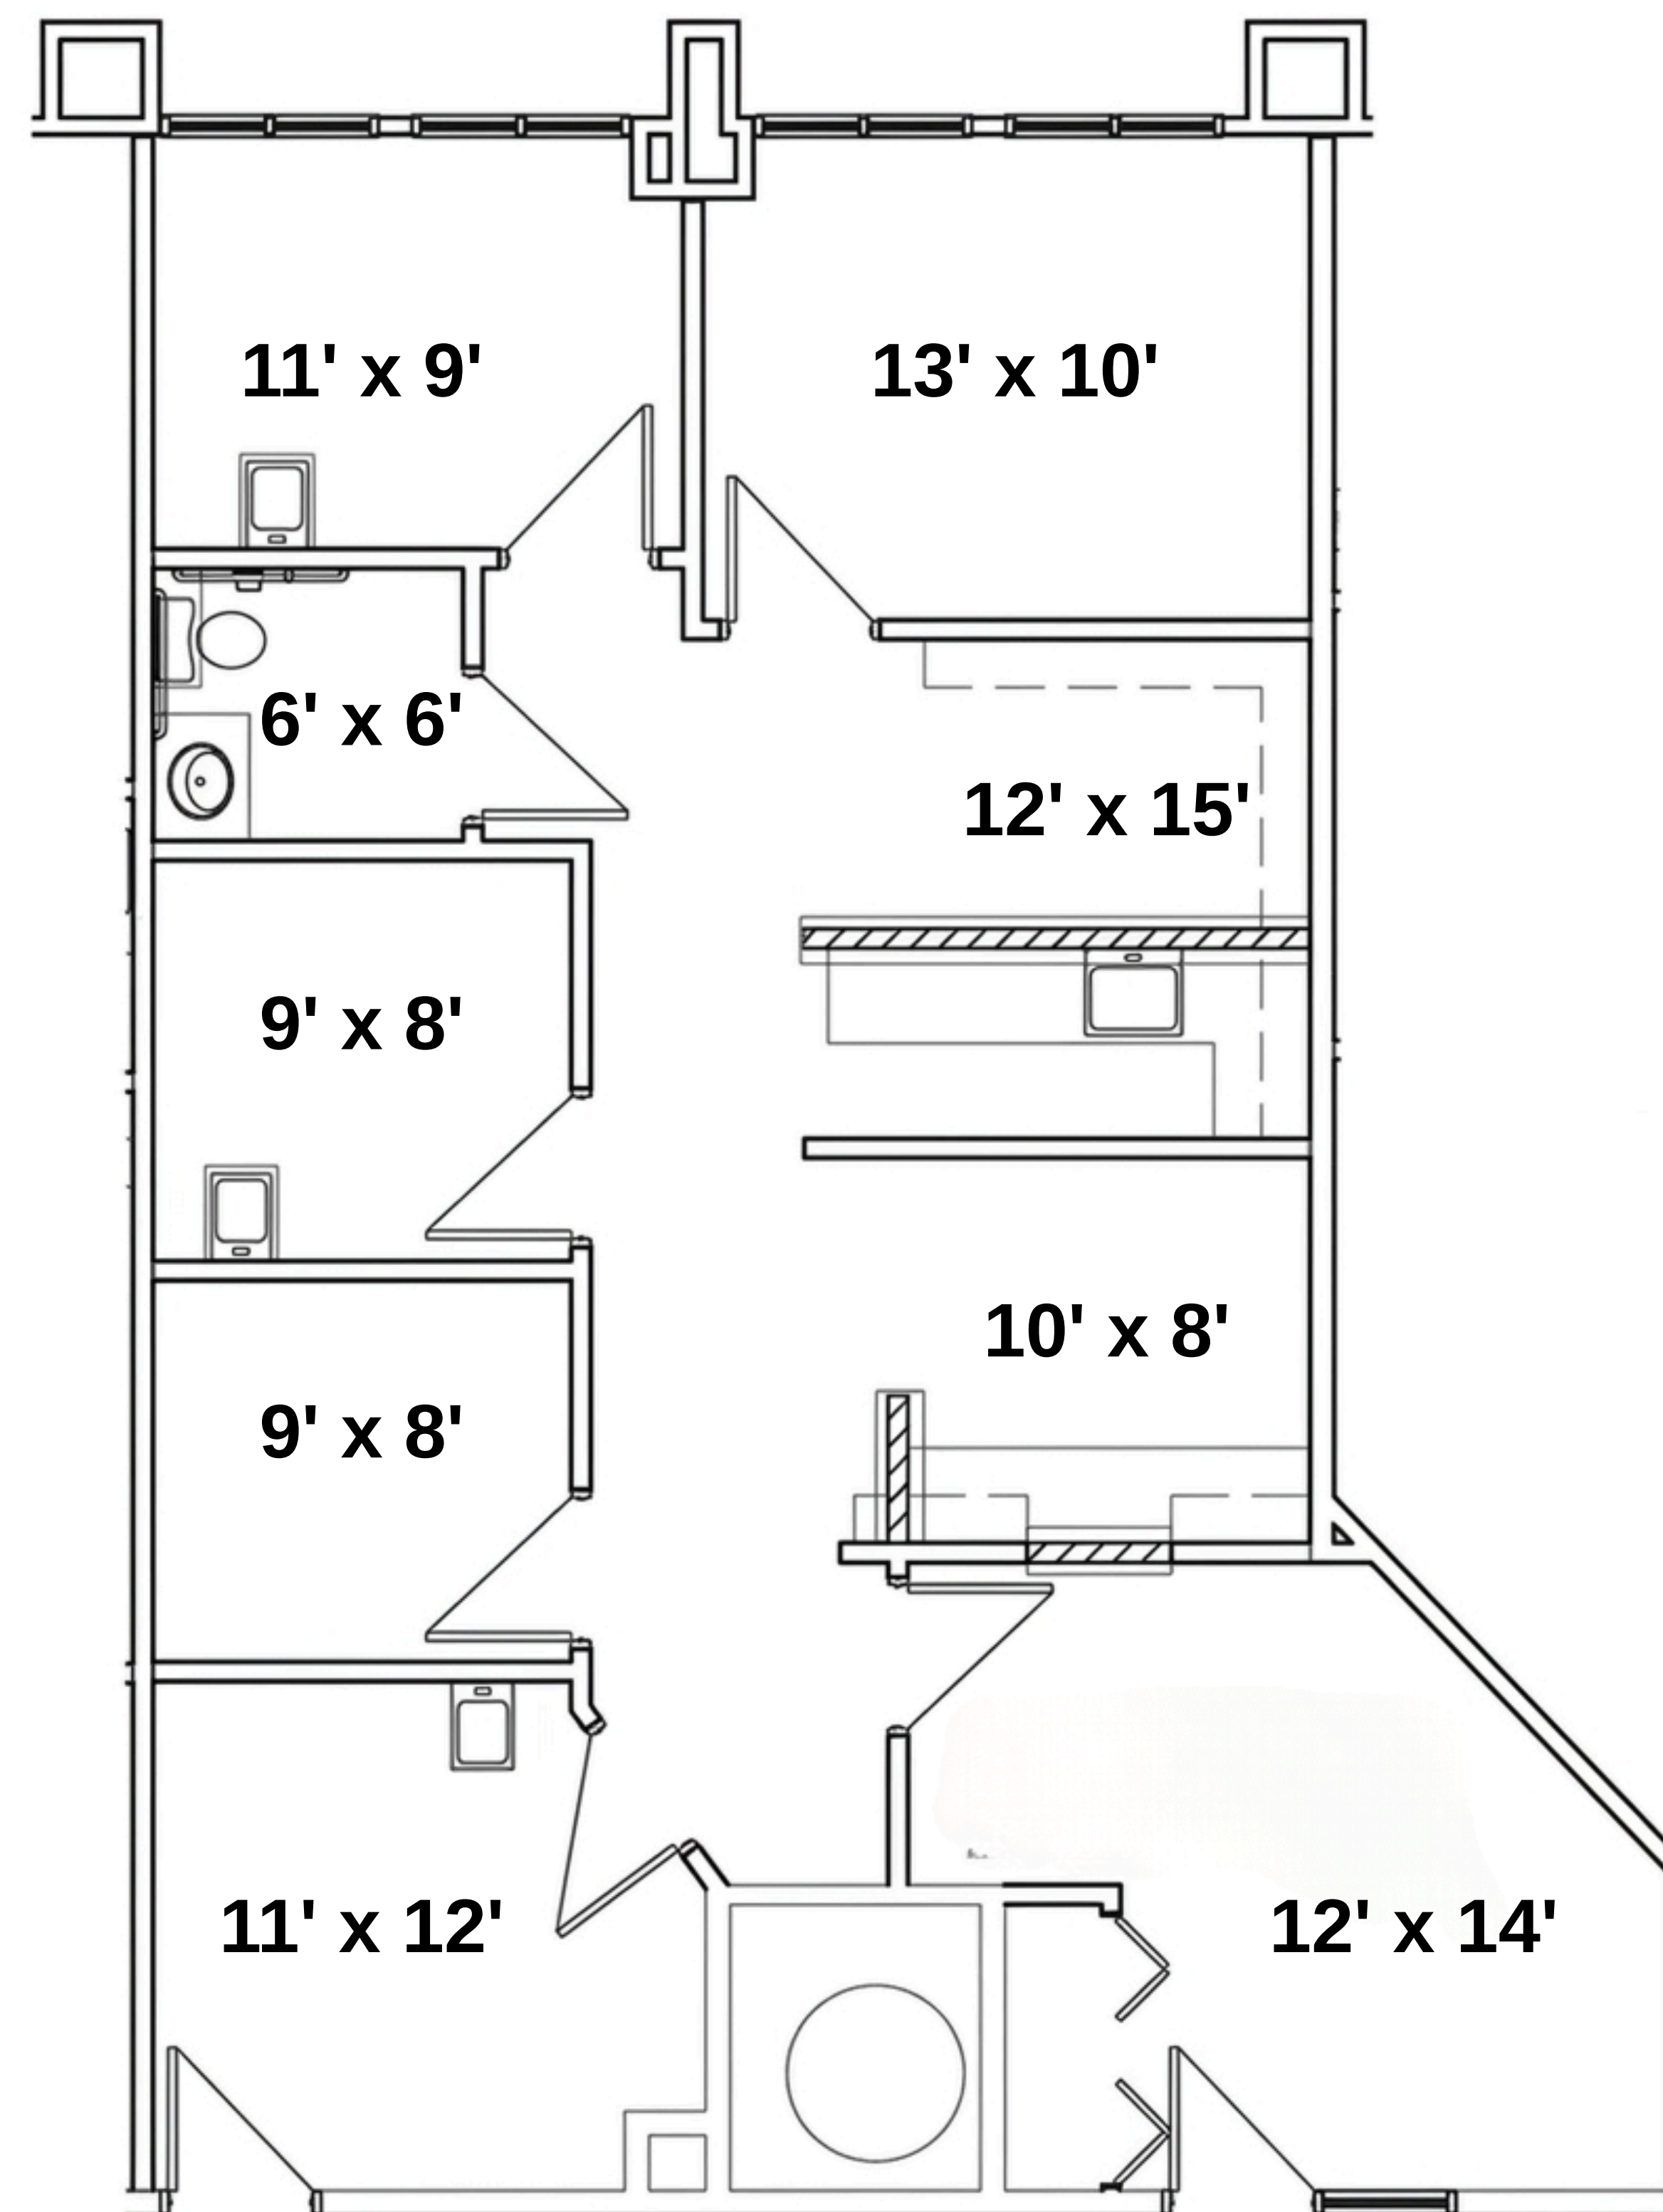 11' x 9'
13' x 10'
6' x 6'
12' x 15'
9' x 8'
10' x 8'
9' x 8'
11' x 12'
12' x 14'